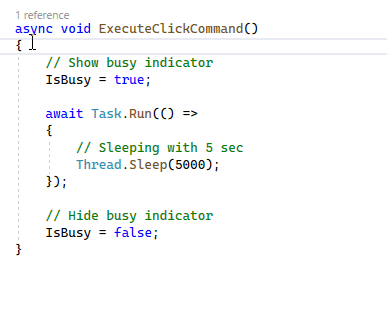 1 reference
async void ExecuteClickCommand()
{
// Show busy indicator
IsBusy = true;
await Task.Run(() =>
{
// Sleeping with 5 sec
Thread.Sleep(5000);
});
// Hide busy indicator
IsBusy = false;
}